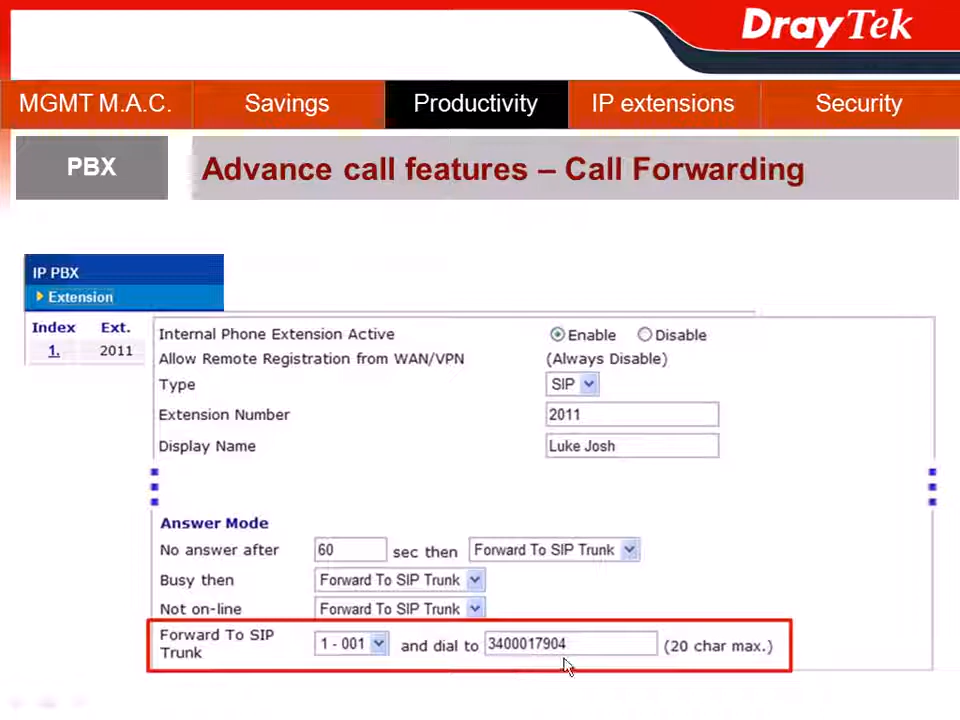 DrayTek
MGMT M.A.C. Savings Productivity IP extensions Security
PBX Advance call features – Call Forwarding
IP PBX
Extension
Index Ext.
1. 2011
Internal Phone Extension Active Enable Disable
Allow Remote Registration from WAN/VPN (Always Disable)
Type SIP
Extension Number 2011
Display Name Luke Josh
Answer Mode
No answer after 60 sec then Forward To SIP Trunk
Busy then Forward To SIP Trunk
Not on-line Forward To SIP Trunk
Forward To SIP Trunk 1 - 001 and dial to 3400017904 (20 char max.)